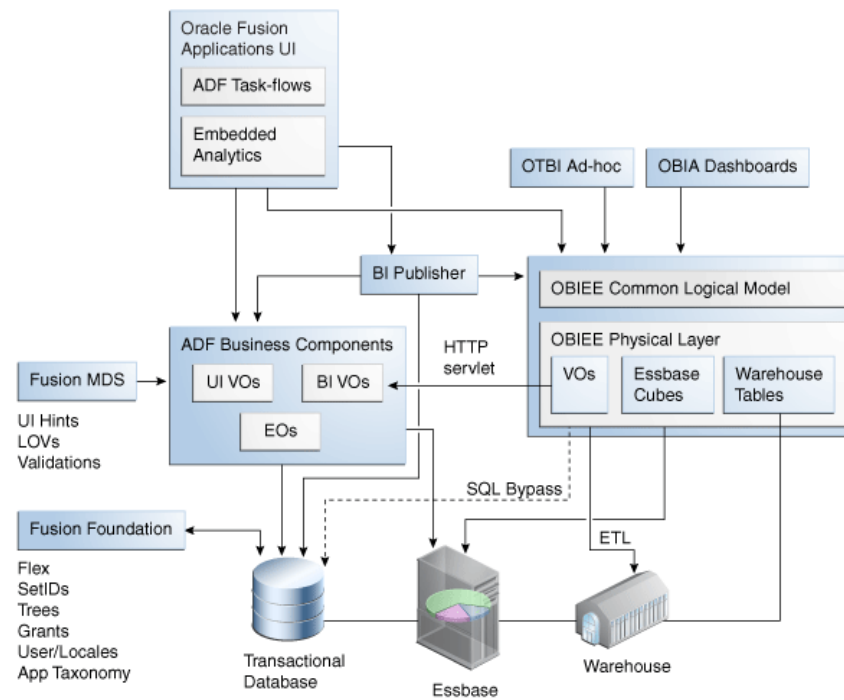 Oracle Fusion
Applications UI
ADF Task-flows
Embedded
Analytics
OTBI Ad-hoc
OBIA Dashboards
BI Publisher
OBIEE Common Logical Model
OBIEE Physical Layer
VOs
Essbase
Cubes
Warehouse
Tables
HTTP
servlet
ADF Business Components
UI VOs
BI VOs
EOs
Fusion MDS
UI Hints
LOVs
Validations
SQL Bypass
ETL
Fusion Foundation
Flex
SetIDs
Trees
Grants
User/Locales
App Taxonomy
Transactional
Database
Essbase
Warehouse